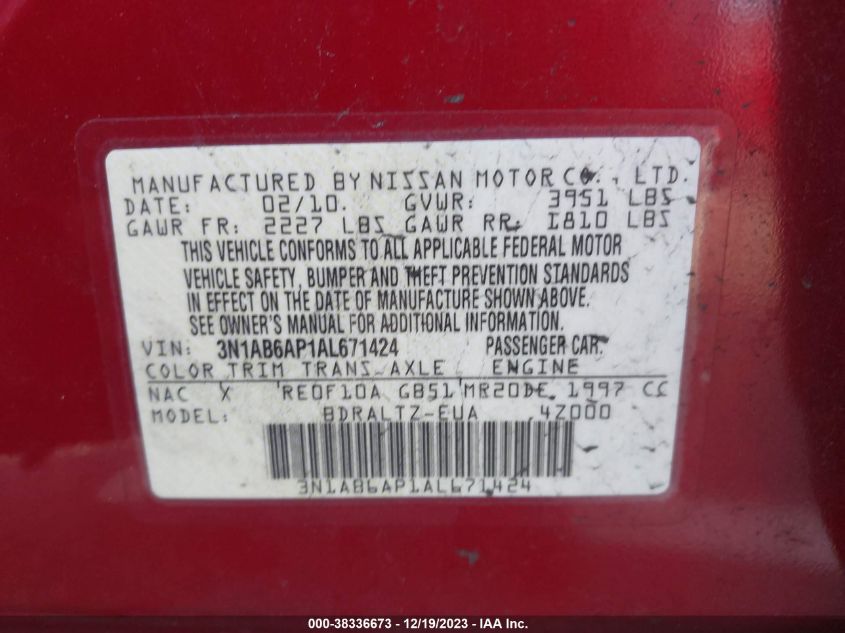 MANUFACTURED BY NISSAN MOTOR CO., LTD.
DATE: 02/10. GVWR: 3951 LBS
GAWR FR: 2227 LBS GAWR RR: 1810 LBS
THIS VEHICLE CONFORMS TO ALL APPLICABLE FEDERAL MOTOR
VEHICLE SAFETY, BUMPER AND THEFT PREVENTION STANDARDS
IN EFFECT ON THE DATE OF MANUFACTURE SHOWN ABOVE.
SEE OWNER'S MANUAL FOR ADDITIONAL INFORMATION.
VIN: 3N1AB6AP1AL671424 PASSENGER CAR.
COLOR TRIM TRANS-AXLE ENGINE
NAC X RE0F10A GB51 MR20DE 1997 CC
MODEL: BDRALTZ-EUA 4Z000
3N1AB6AP1AL671424
000-38336673 - 12/19/2023 - IAA Inc.